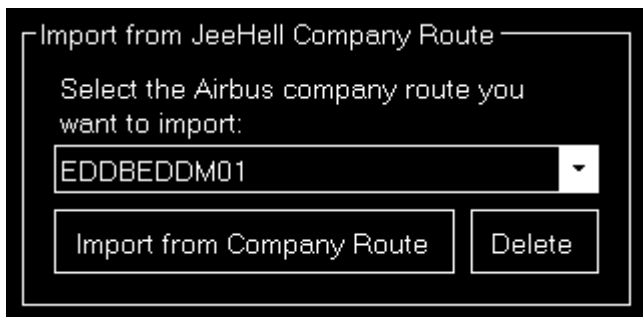 Import from JeeHell Company Route
Select the Airbus company route you
want to import:
EDDBEDDM01
Import from Company Route
Delete